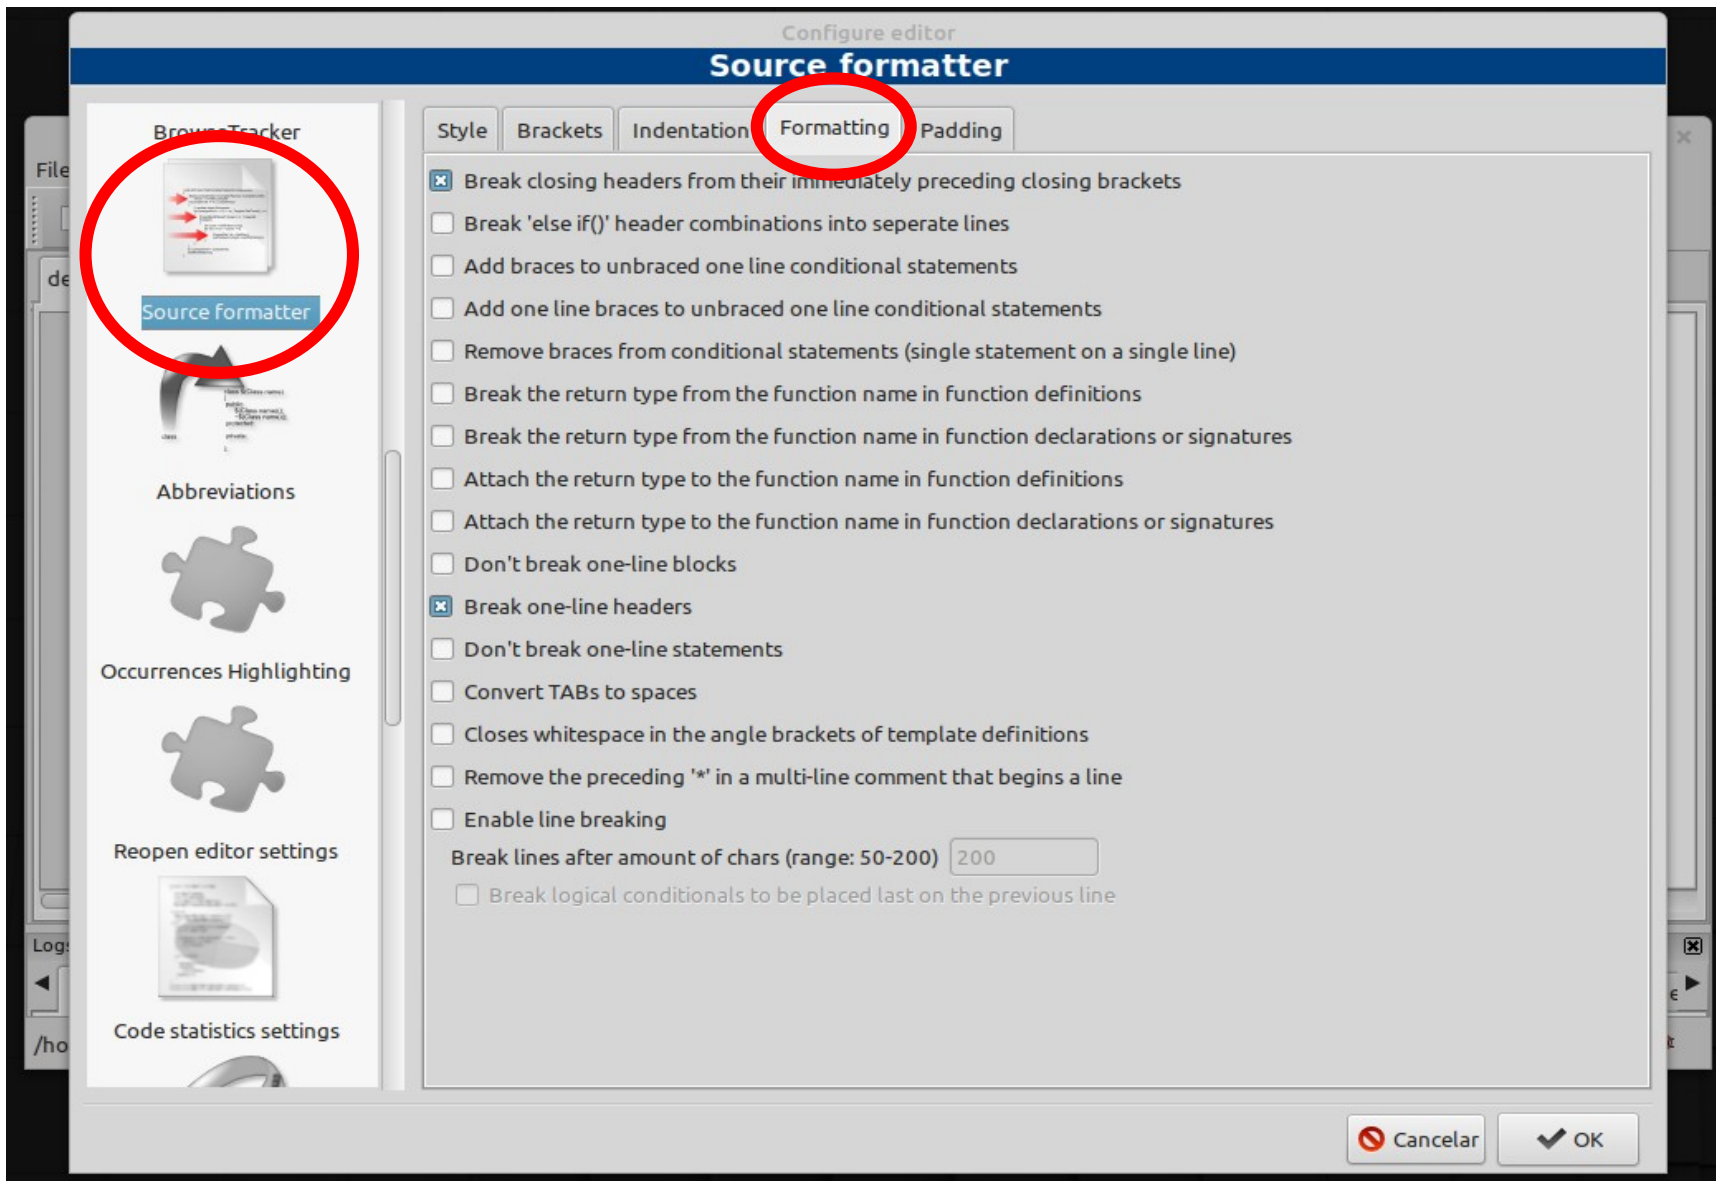 Configure editor
Source formatter
BrowseTracker
Source formatter
Abbreviations
Occurrences Highlighting
Reopen editor settings
Code statistics settings
Style Brackets Indentation Formatting Padding
Break closing headers from their immediately preceding closing brackets
Break 'else if()' header combinations into seperate lines
Add braces to unbraced one line conditional statements
Add one line braces to unbraced one line conditional statements
Remove braces from conditional statements (single statement on a single line)
Break the return type from the function name in function definitions
Break the return type from the function name in function declarations or signatures
Attach the return type to the function name in function definitions
Attach the return type to the function name in function declarations or signatures
Don't break one-line blocks
Break one-line headers
Don't break one-line statements
Convert TABs to spaces
Closes whitespace in the angle brackets of template definitions
Remove the preceding '*' in a multi-line comment that begins a line
Enable line breaking
Break lines after amount of chars (range: 50-200) 200
Break logical conditionals to be placed last on the previous line
Cancelar OK
File
de
Logs
/ho